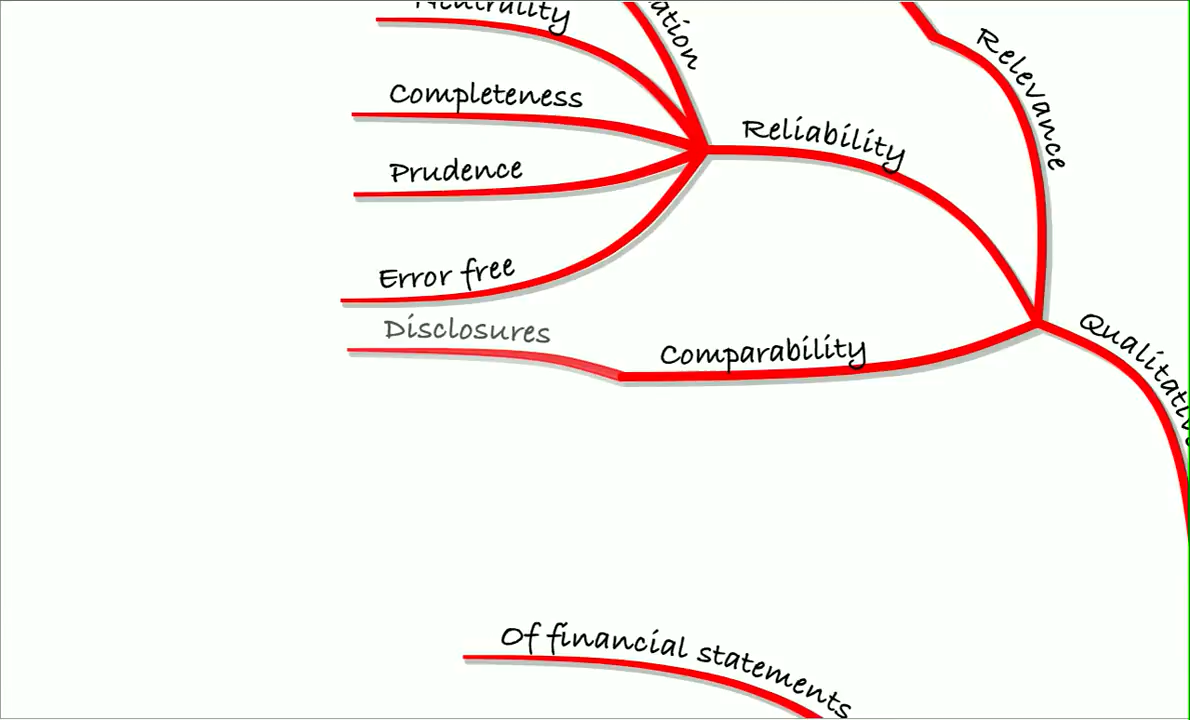 Relevance
Completeness
Reliability
Prudence
Error free
Disclosures
Comparability
Of financial statements